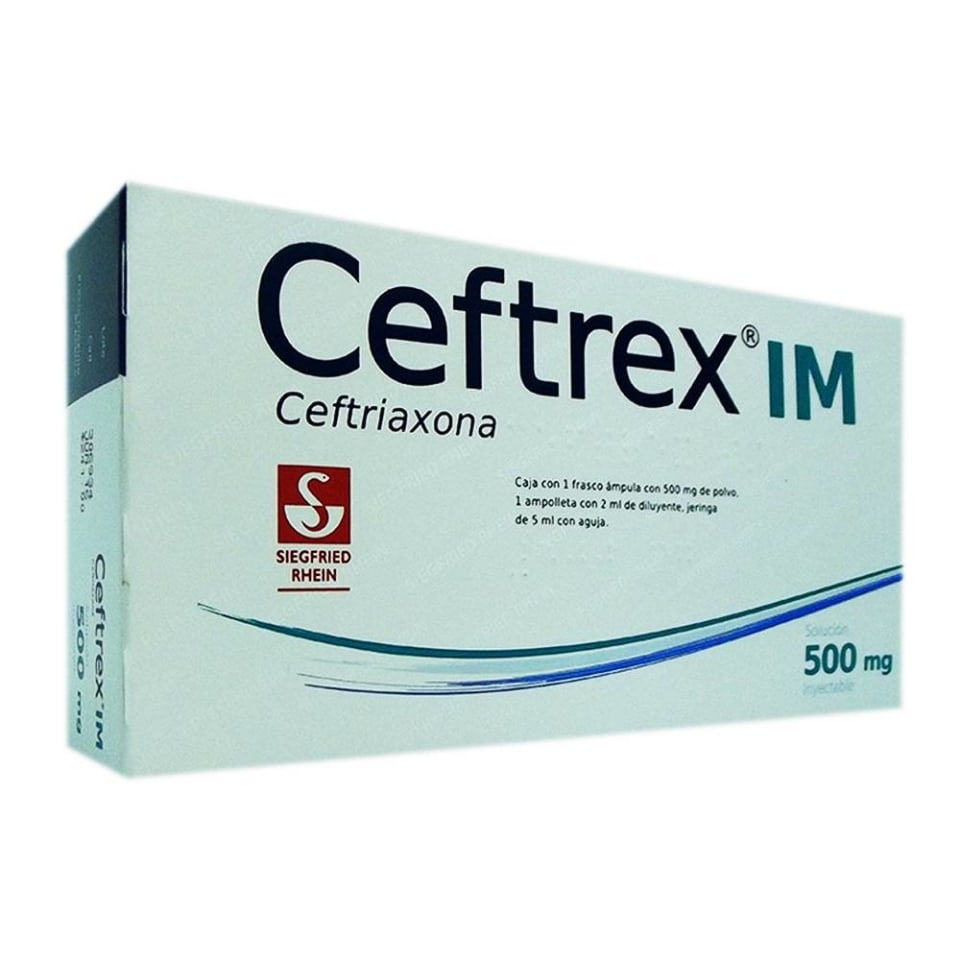 Ceftrex® IM
Ceftriaxona
Caja con 1 frasco ámpula con 500 mg de polvo,
1 ampolleta con 2 ml de diluyente, jeringa
de 5 ml con aguja.
SIEGFRIED
RHEIN
Solución
500 mg
inyectable
Ceftrex® IM
500 mg